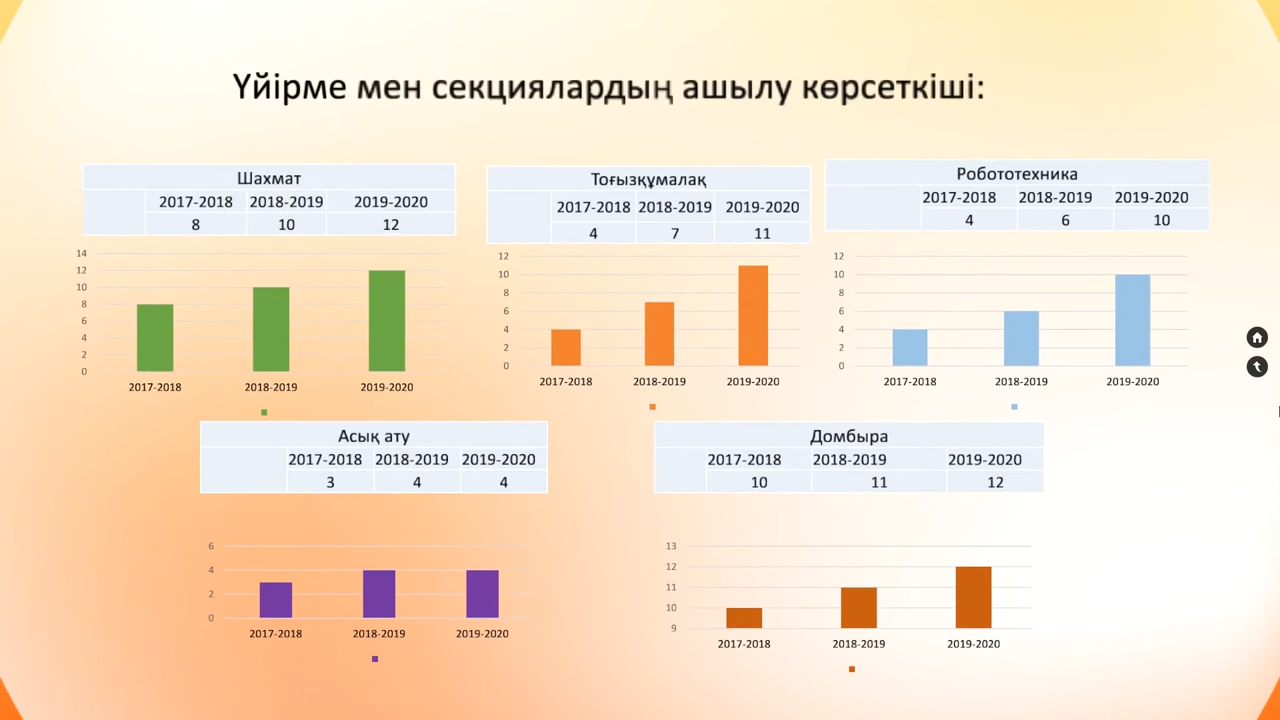 Үйірме мен секциялардың ашылу көрсеткіші:
Шахмат
2017-2018 2018-2019 2019-2020
8 10 12
14
12
10
8
6
4
2
0
2017-2018 2018-2019 2019-2020
Тоғызқұмалақ
2017-2018 2018-2019 2019-2020
4 7 11
12
10
8
6
4
2
0
2017-2018 2018-2019 2019-2020
Робототехника
2017-2018 2018-2019 2019-2020
4 6 10
12
10
8
6
4
2
0
2017-2018 2018-2019 2019-2020
Асық ату
2017-2018 2018-2019 2019-2020
3 4 4
6
4
2
0
2017-2018 2018-2019 2019-2020
Домбыра
2017-2018 2018-2019 2019-2020
10 11 12
13
12
11
10
9
2017-2018 2018-2019 2019-2020